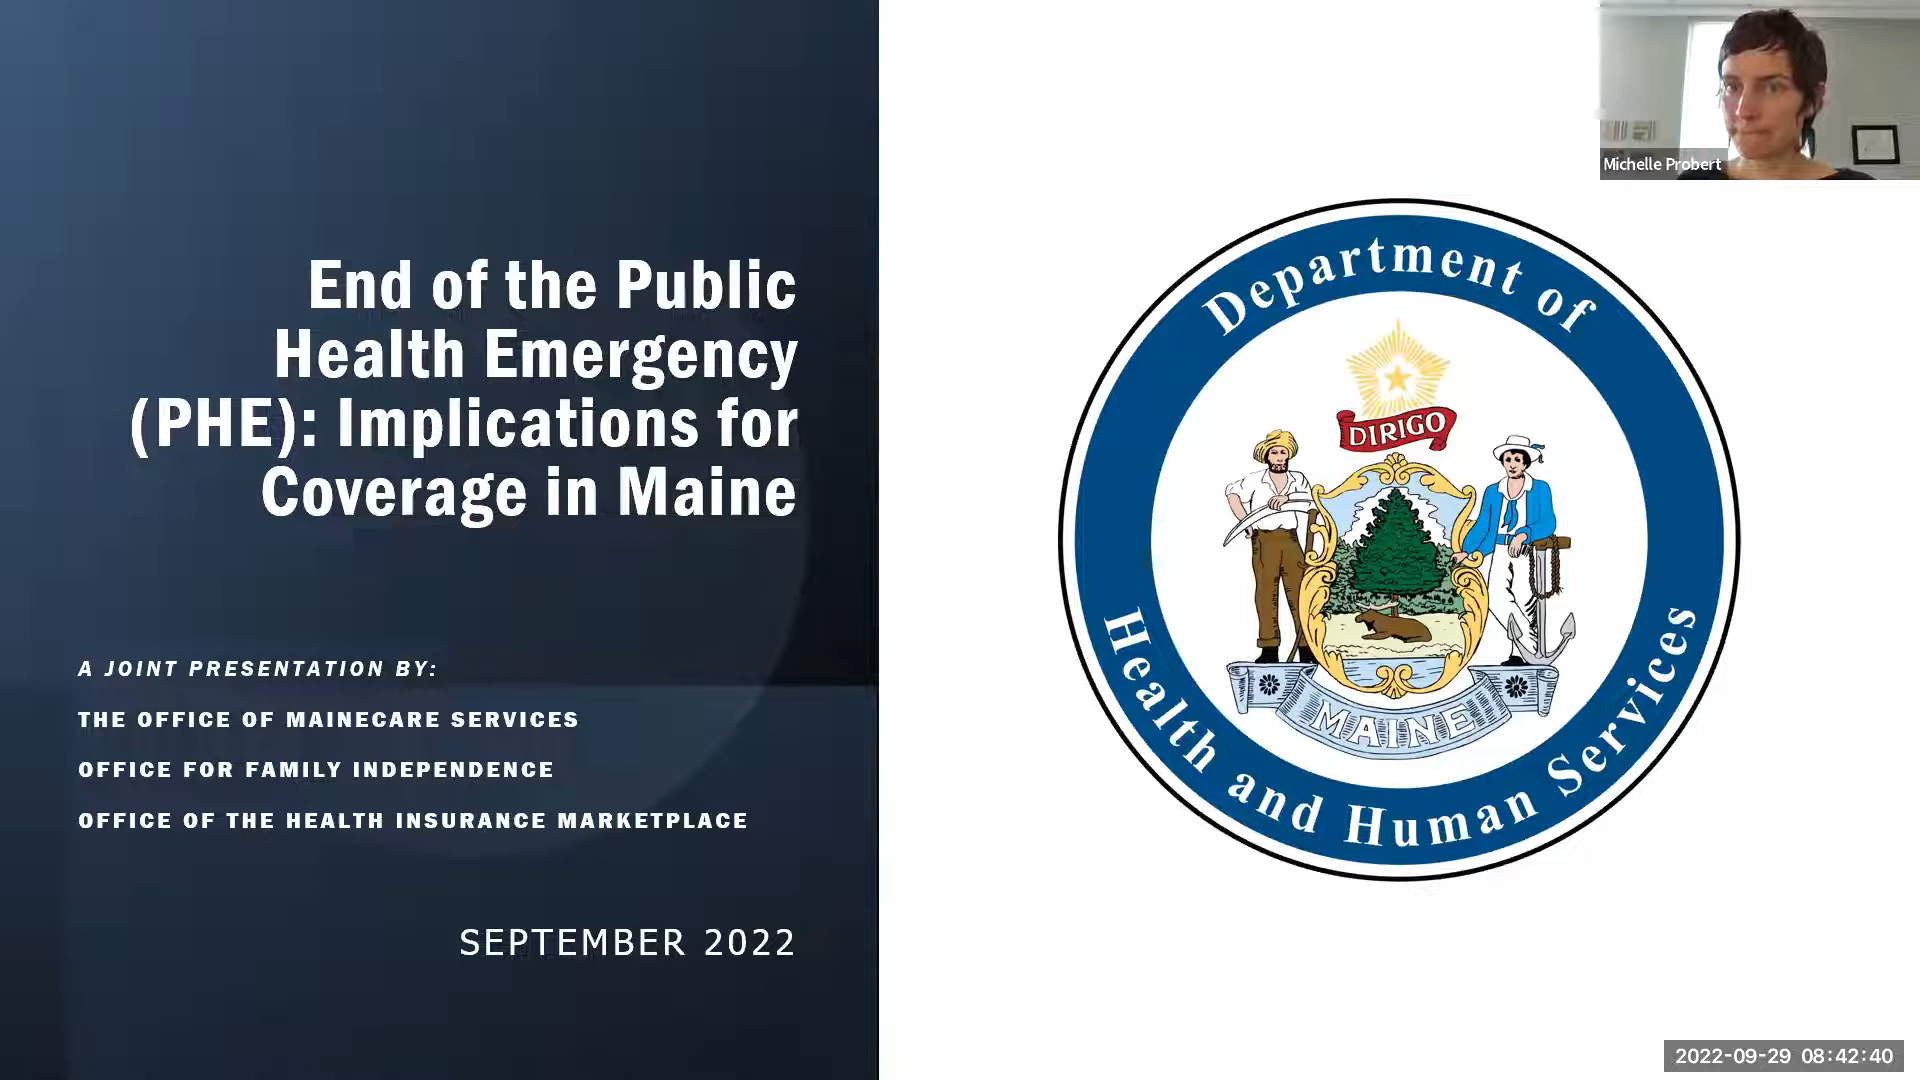 End of the Public
Health Emergency
(PHE): Implications for
Coverage in Maine
A JOINT PRESENTATION BY:
THE OFFICE OF MAINECARE SERVICES
OFFICE FOR FAMILY INDEPENDENCE
OFFICE OF THE HEALTH INSURANCE MARKETPLACE
SEPTEMBER 2022
Michelle Probert
Department of
DIRIGO
MAINE
Health and Human Services
2022-09-29 08:42:40